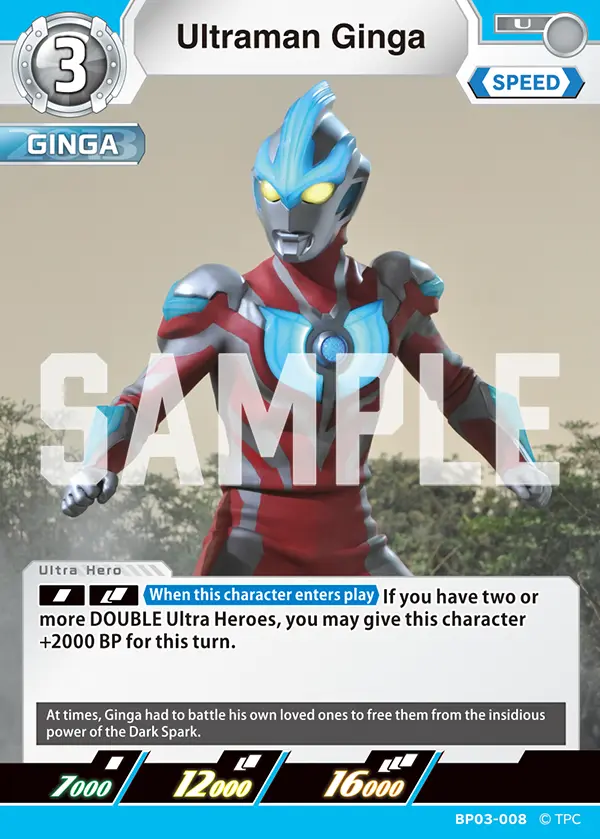 3
Ultraman Ginga
U
SPEED
2013
GINGA
SAMPLE
Ultra Hero
When this character enters play If you have two or
more DOUBLE Ultra Heroes, you may give this character
+2000 BP for this turn.
At times, Ginga had to battle his own loved ones to free them from the insidious
power of the Dark Spark.
7000
12000
16000
BP03-008 © TPC